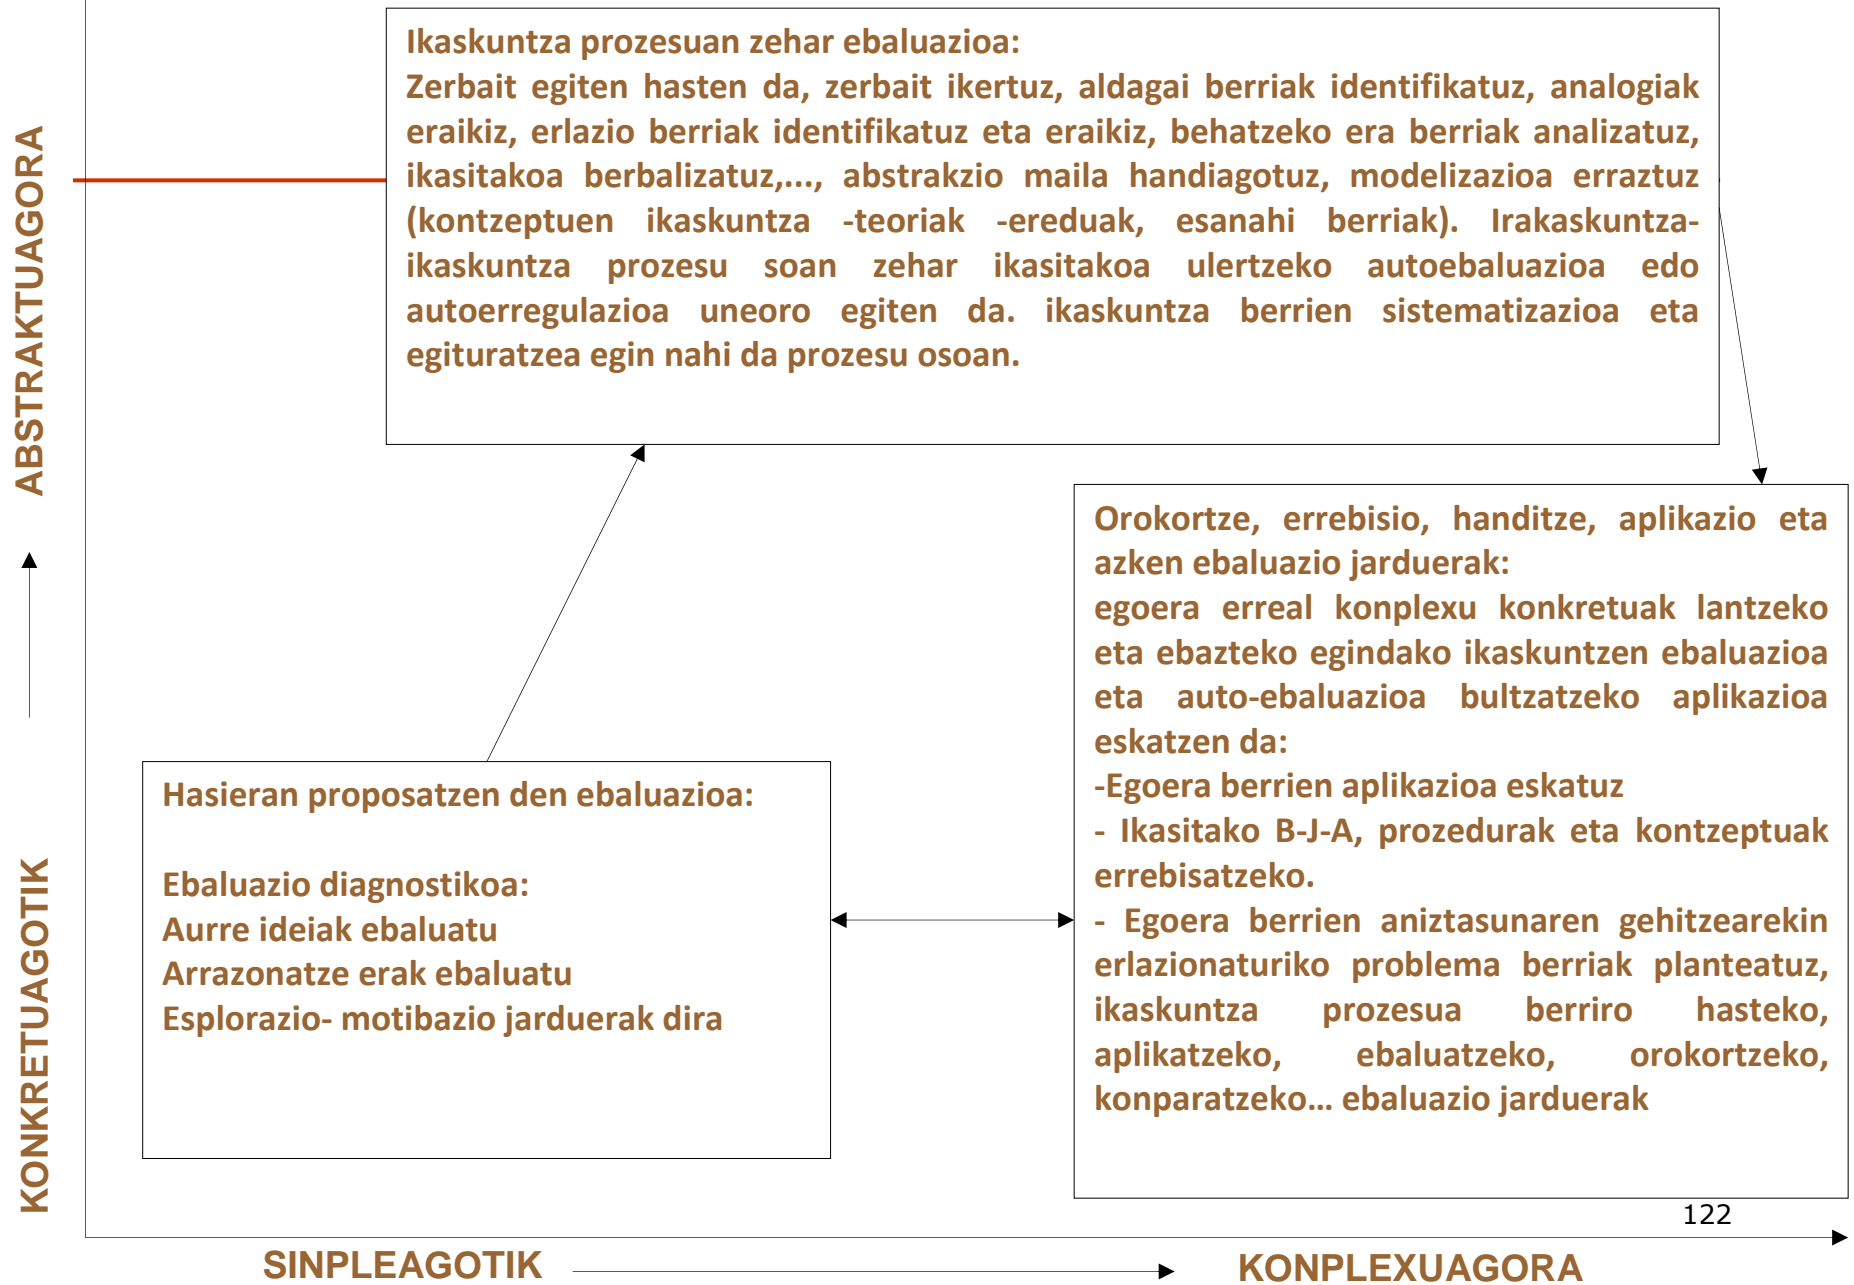 Ikaskuntza prozesuan zehar ebaluazioa:
Zerbait egiten hasten da, zerbait ikertuz, aldagai berriak identifikatuz, analogiak
eraikiz, erlazio berriak identifikatuz eta eraikiz, behatzeko era berriak analizatuz,
ikasitakoa berbalizatuz,..., abstrakzio maila handiagotuz, modelizazioa erraztuz
(kontzeptuen ikaskuntza -teoriak -ereduak, esanahi berriak). Irakaskuntza-
ikaskuntza prozesu soan zehar ikasitakoa ulertzeko autoebaluazioa edo
autoerregulazioa uneoro egiten da. ikaskuntza berrien sistematizazioa eta
egituratzea egin nahi da prozesu osoan.
ABSTRAKTUAGORA
KONKRETUAGOTIK
Hasieran proposatzen den ebaluazioa:
Ebaluazio diagnostikoa:
Aurre ideiak ebaluatu
Arrazonatze erak ebaluatu
Esplorazio- motibazio jarduerak dira
Orokortze, errebisio, handitze, aplikazio eta
azken ebaluazio jarduerak:
egoera erreal konplexu konkretuak lantzeko
eta ebazteko egindako ikaskuntzen ebaluazioa
eta auto-ebaluazioa bultzatzeko aplikazioa
eskatzen da:
-Egoera berrien aplikazioa eskatuz
- Ikasitako B-J-A, prozedurak eta kontzeptuak
errebisatzeko.
- Egoera berrien aniztasunaren gehitzearekin
erlazionaturiko problema berriak planteatuz,
ikaskuntza prozesua berriro hasteko,
aplikatzeko, ebaluatzeko, orokortzeko,
konparatzeko... ebaluazio jarduerak
122
SINPLEAGOTIK
KONPLEXUAGORA